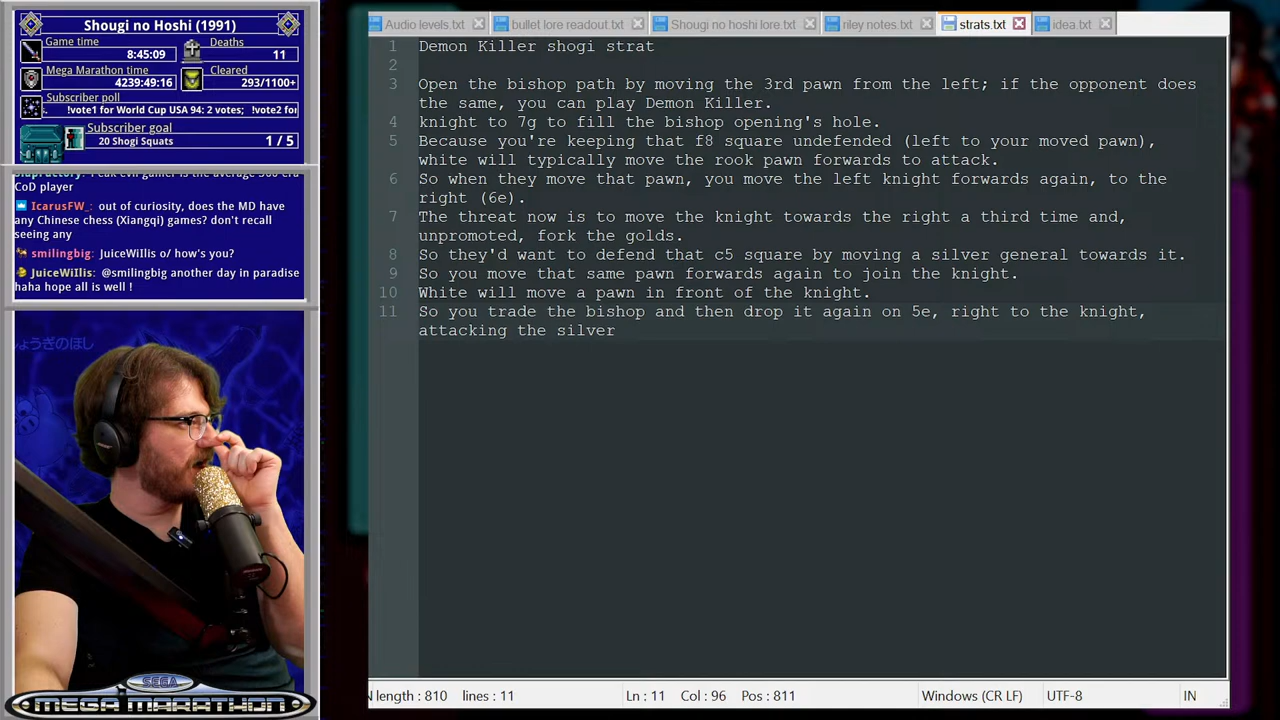 Shougi no Hoshi (1991)
Game time
8:45:09
Deaths
11
Mega Marathon time
4239:49:16
Cleared
293/1100+
Subscriber poll
!vote1 for World Cup USA 94: 2 votes; !vote2 for
Subscriber goal
20 Shogi Squats
1 / 5
CoD player
IcarusFW_: out of curiosity, does the MD have
any Chinese chess (Xiangqi) games? don't recall
seeing any
smilingbig: JuiceWIlis o/ how's you?
JuiceWIlis: @smilingbig another day in paradise
haha hope all is well !
しょうぎのほし
SEGA
MEGA MARATHON
Audio levels.txt
bullet lore readout.txt
Shougi no hoshi lore.txt
riley notes.txt
strats.txt
idea.txt
1 Demon Killer shogi strat
2
3 Open the bishop path by moving the 3rd pawn from the left; if the opponent does
the same, you can play Demon Killer.
4 knight to 7g to fill the bishop opening's hole.
5 Because you're keeping that f8 square undefended (left to your moved pawn),
white will typically move the rook pawn forwards to attack.
6 So when they move that pawn, you move the left knight forwards again, to the
right (6e).
7 The threat now is to move the knight towards the right a third time and,
unpromoted, fork the golds.
8 So they'd want to defend that c5 square by moving a silver general towards it.
9 So you move that same pawn forwards again to join the knight.
10 White will move a pawn in front of the knight.
11 So you trade the bishop and then drop it again on 5e, right to the knight,
attacking the silver
length : 810 lines : 11
Ln : 11 Col : 96 Pos : 811
Windows (CR LF)
UTF-8
IN